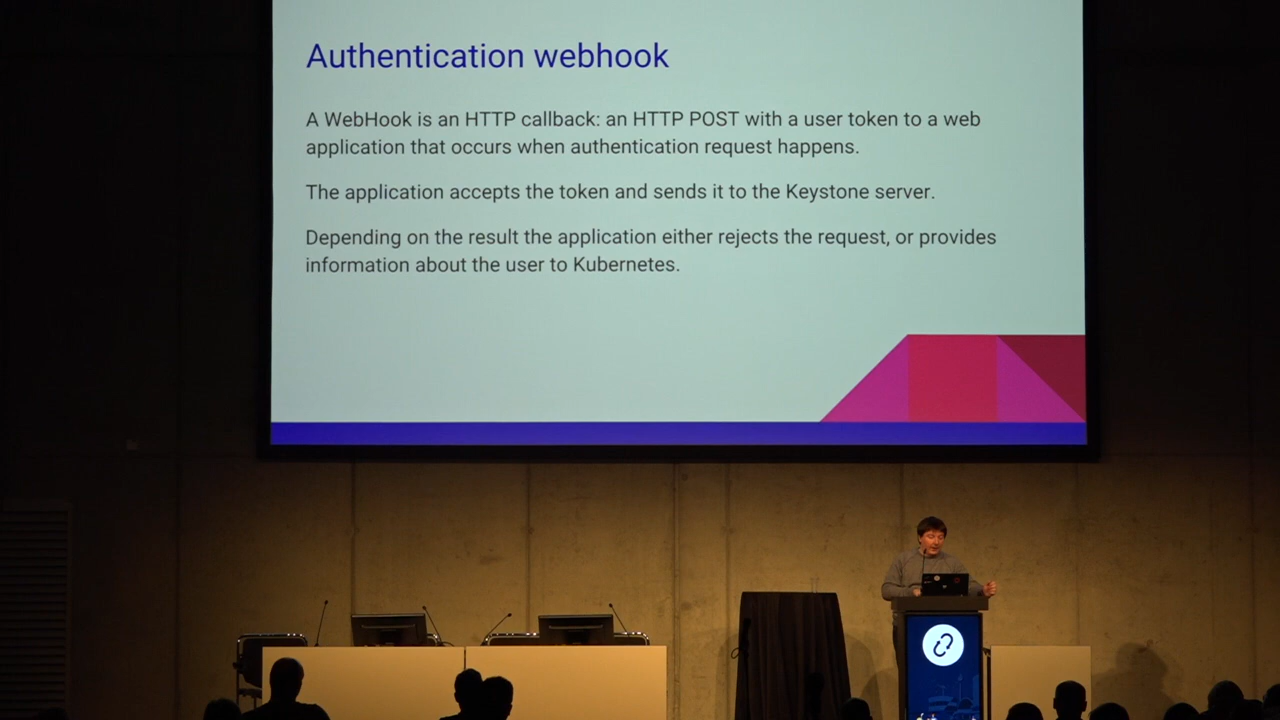 Authentication webhook
A WebHook is an HTTP callback: an HTTP POST with a user token to a web
application that occurs when authentication request happens.
The application accepts the token and sends it to the Keystone server.
Depending on the result the application either rejects the request, or provides
information about the user to Kubernetes.